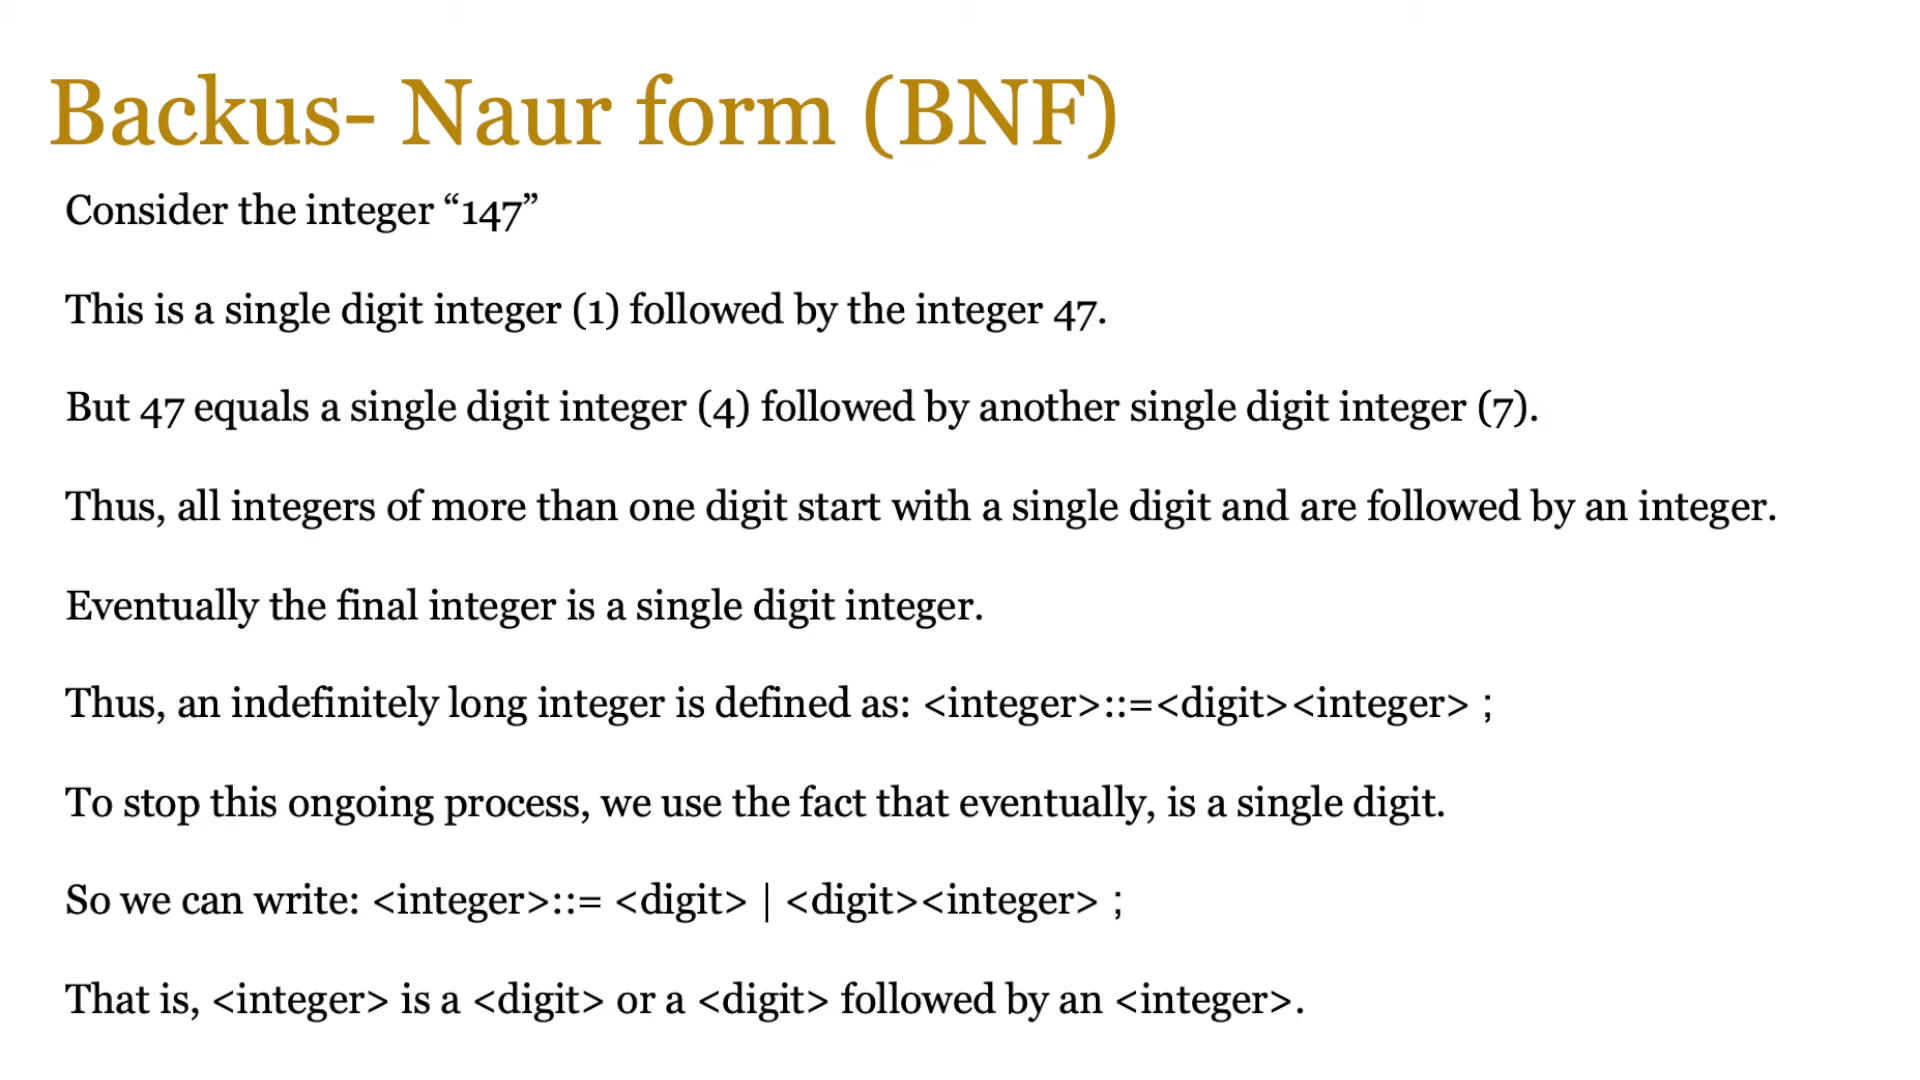 Backus- Naur form (BNF)
Consider the integer “147”
This is a single digit integer (1) followed by the integer 47.
But 47 equals a single digit integer (4) followed by another single digit integer (7).
Thus, all integers of more than one digit start with a single digit and are followed by an integer.
Eventually the final integer is a single digit integer.
Thus, an indefinitely long integer is defined as: <integer>::=<digit><integer> ;
To stop this ongoing process, we use the fact that eventually, is a single digit.
So we can write: <integer>::= <digit> | <digit><integer> ;
That is, <integer> is a <digit> or a <digit> followed by an <integer>.